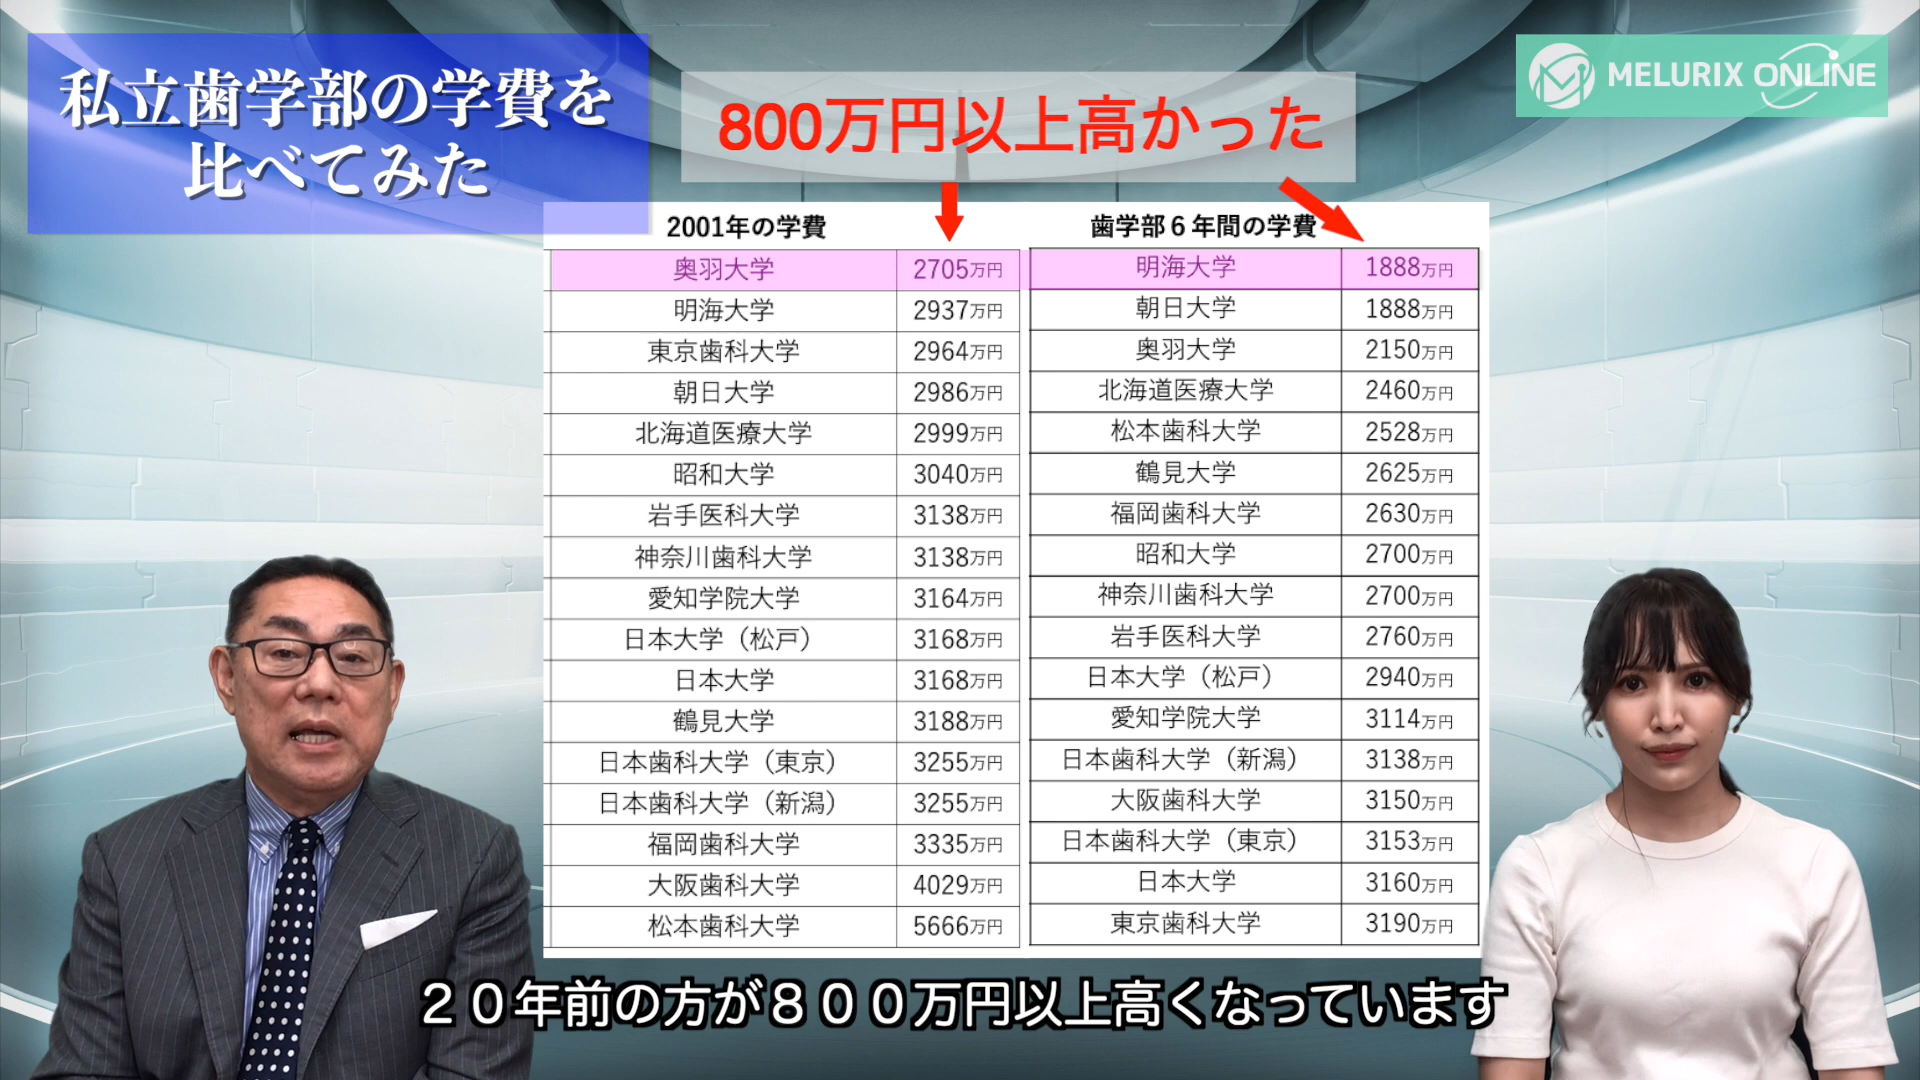 私立歯学部の学費を
比べてみた
800万円以上高かった
MELURIX ONLINE
2001年の学費
奥羽大学 2705万円
明海大学 2937万円
東京歯科大学 2964万円
朝日大学 2986万円
北海道医療大学 2999万円
昭和大学 3040万円
岩手医科大学 3138万円
神奈川歯科大学 3138万円
愛知学院大学 3164万円
日本大学（松戸） 3168万円
日本大学 3168万円
鶴見大学 3188万円
日本歯科大学（東京） 3255万円
日本歯科大学（新潟） 3255万円
福岡歯科大学 3335万円
大阪歯科大学 4029万円
松本歯科大学 5666万円
歯学部６年間の学費
明海大学 1888万円
朝日大学 1888万円
奥羽大学 2150万円
北海道医療大学 2460万円
松本歯科大学 2528万円
鶴見大学 2625万円
福岡歯科大学 2630万円
昭和大学 2700万円
神奈川歯科大学 2700万円
岩手医科大学 2760万円
日本大学（松戸） 2940万円
愛知学院大学 3114万円
日本歯科大学（新潟） 3138万円
大阪歯科大学 3150万円
日本歯科大学（東京） 3153万円
日本大学 3160万円
東京歯科大学 3190万円
２０年前の方が８００万円以上高くなっています